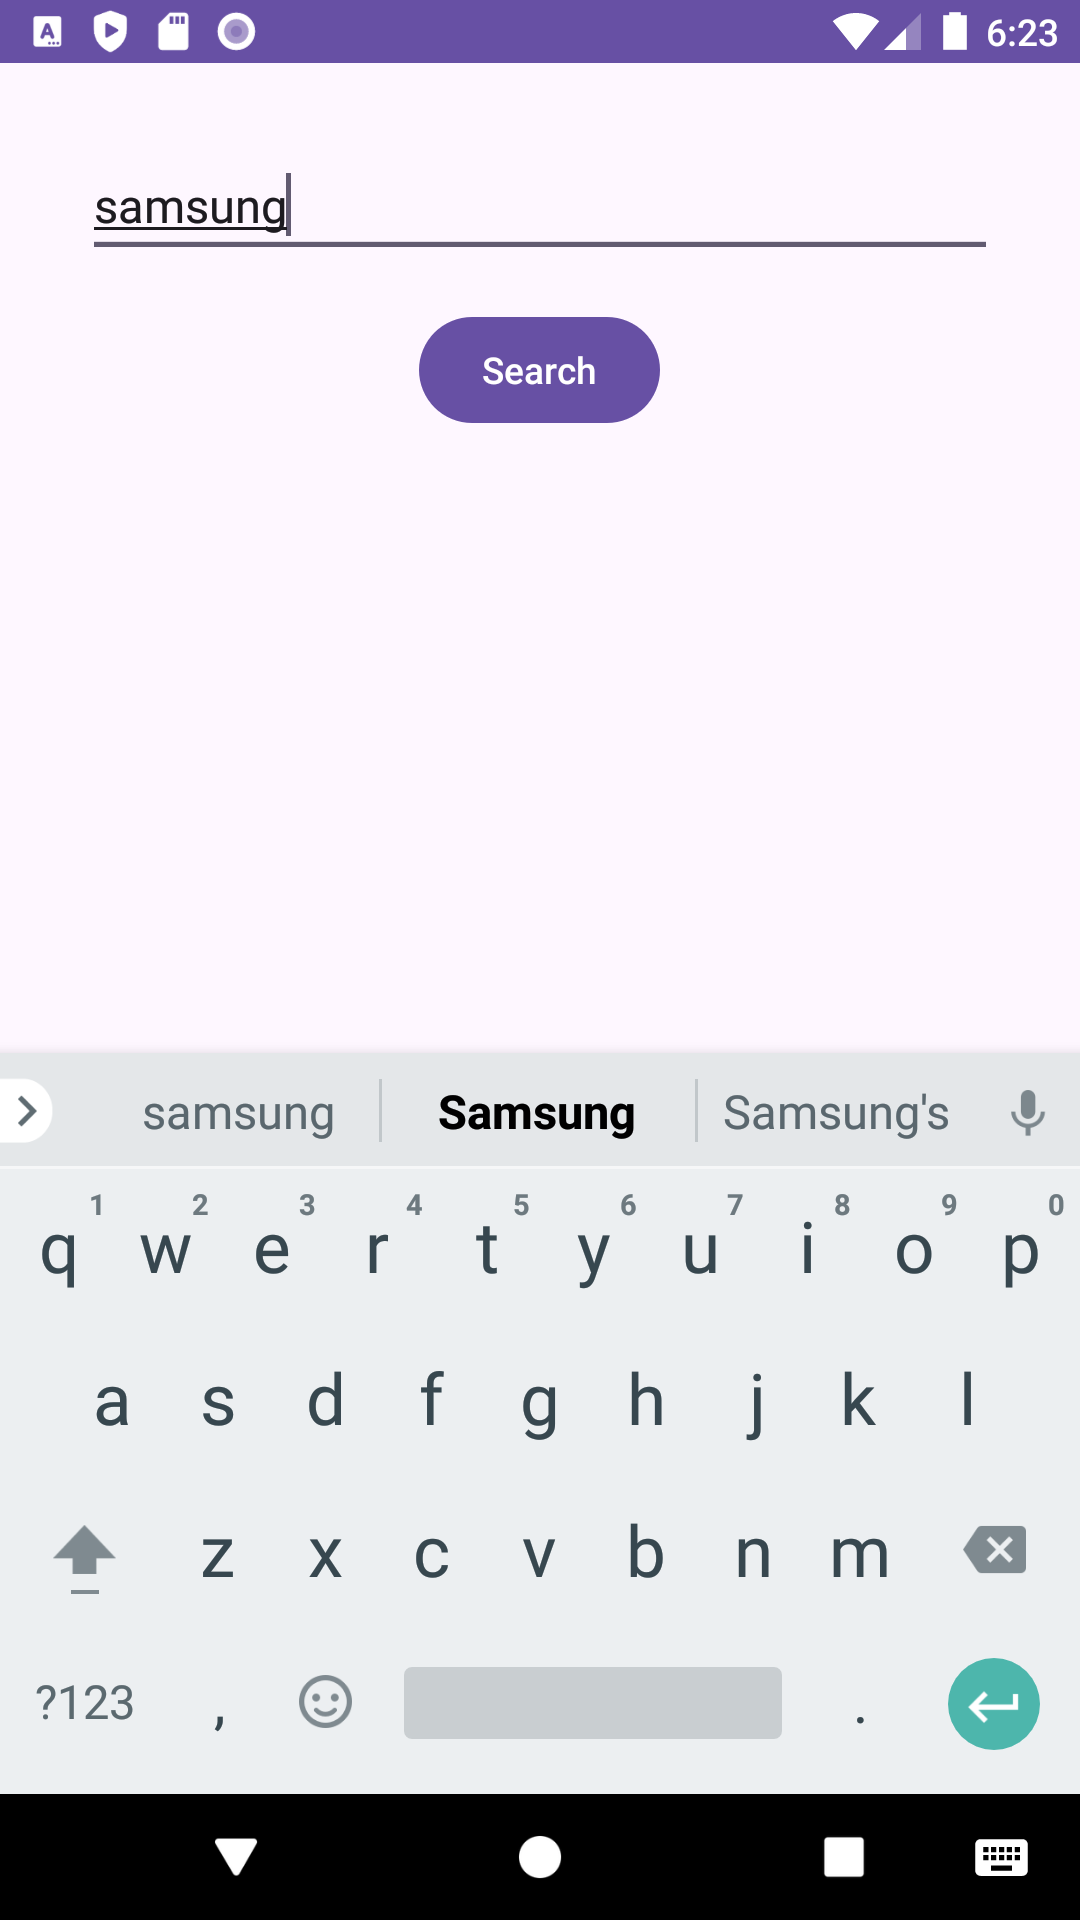 6:23
samsung
Search
samsung Samsung Samsung's
1 2 3 4 5 6 7 8 9 0
q w e r t y u i o p
a s d f g h j k l
z x c v b n m
?123 , .